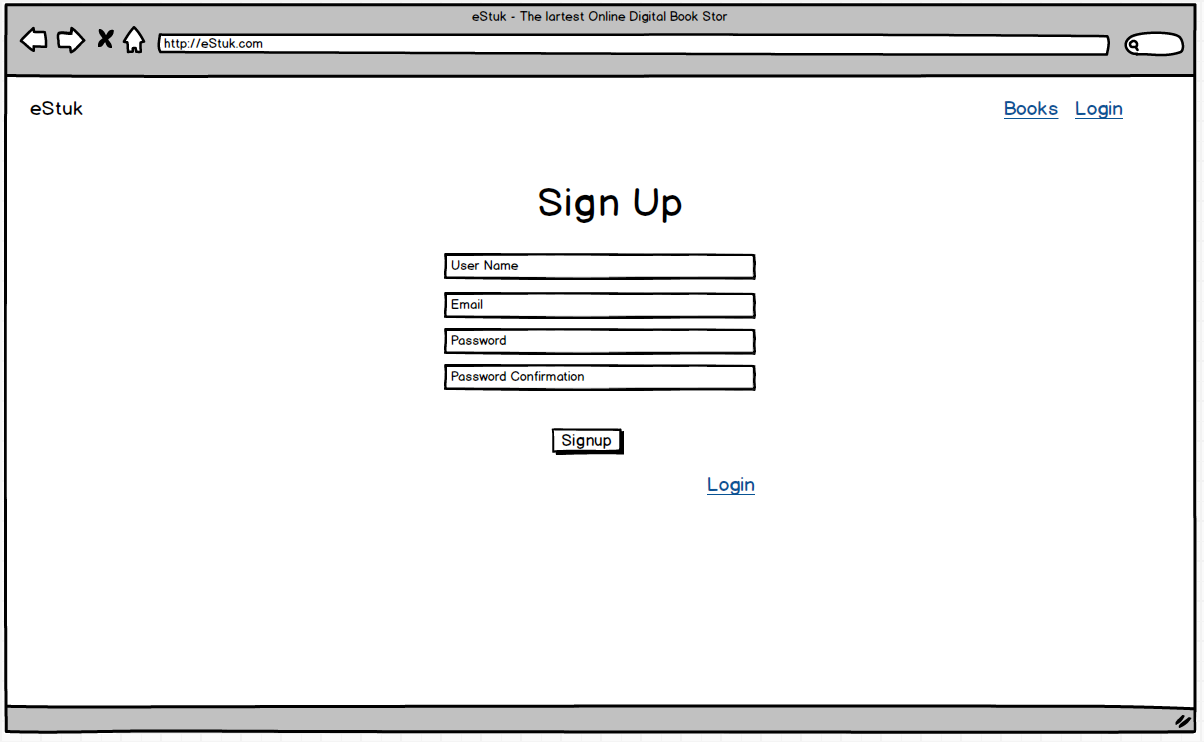 eStuk - The lartest Online Digital Book Stor
http://eStuk.com
eStuk
Books Login
Sign Up
User Name
Email
Password
Password Confirmation
Signup
Login